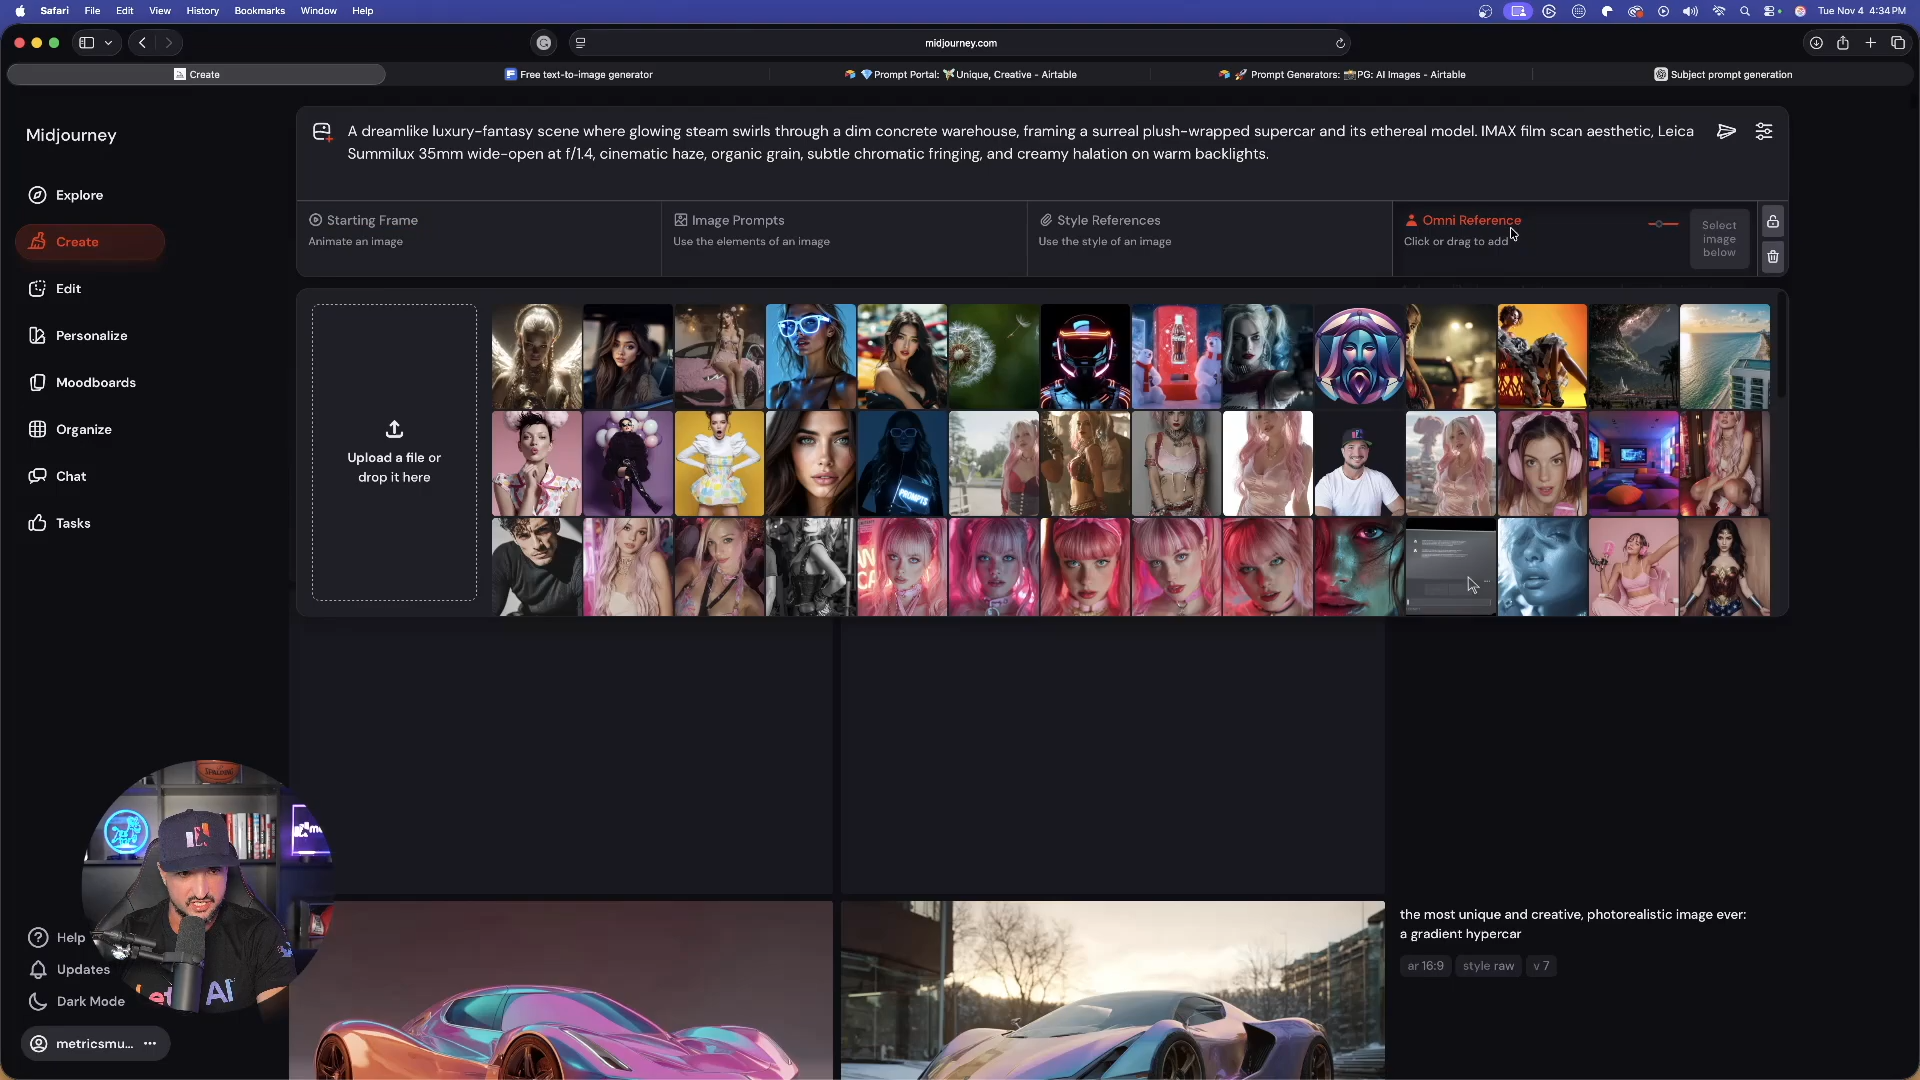 Safari File Edit View History Bookmarks Window Help
Tue Nov 4 4:34 PM
midjourney.com
Create
Free text-to-image generator
💎Prompt Portal: Unique, Creative - Airtable
🚀 Prompt Generators: 📸PG: AI Images - Airtable
Subject prompt generation
Midjourney
A dreamlike luxury-fantasy scene where glowing steam swirls through a dim concrete warehouse, framing a surreal plush-wrapped supercar and its ethereal model. IMAX film scan aesthetic, Leica
Summilux 35mm wide-open at f/1.4, cinematic haze, organic grain, subtle chromatic fringing, and creamy halation on warm backlights.
Explore
Create
Edit
Personalize
Moodboards
Organize
Chat
Tasks
Starting Frame
Animate an image
Image Prompts
Use the elements of an image
Style References
Use the style of an image
Omni Reference
Click or drag to add
Select
image
below
Upload a file or
drop it here
PROMPTS
the most unique and creative, photorealistic image ever:
a gradient hypercar
ar 16:9 style raw v 7
SPALDING
AI
Help
Updates
Dark Mode
metricsmu... •••